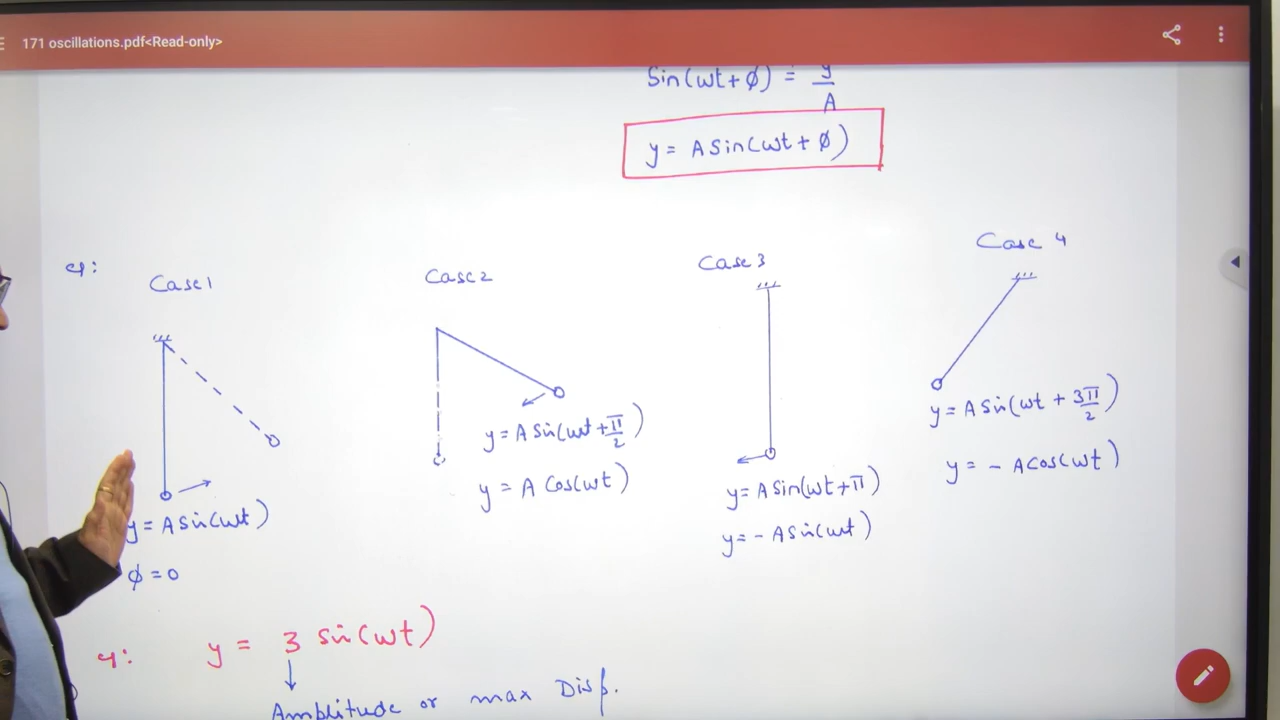 171 oscillations.pdf<Read-only>
Sin(ωt + ϕ) = y/A
y = A Sin(ωt + ϕ)
eg:
Case 1
y = A Sin(ωt)
ϕ = 0
Case 2
y = A Sin(ωt + π/2)
y = A Cos(ωt)
Case 3
y = A Sin(ωt + π)
y = - A Sin(ωt)
Case 4
y = A Sin(ωt + 3π/2)
y = - A Cos(ωt)
eg: y = 3 sin(ωt)
Amplitude or max Disp.